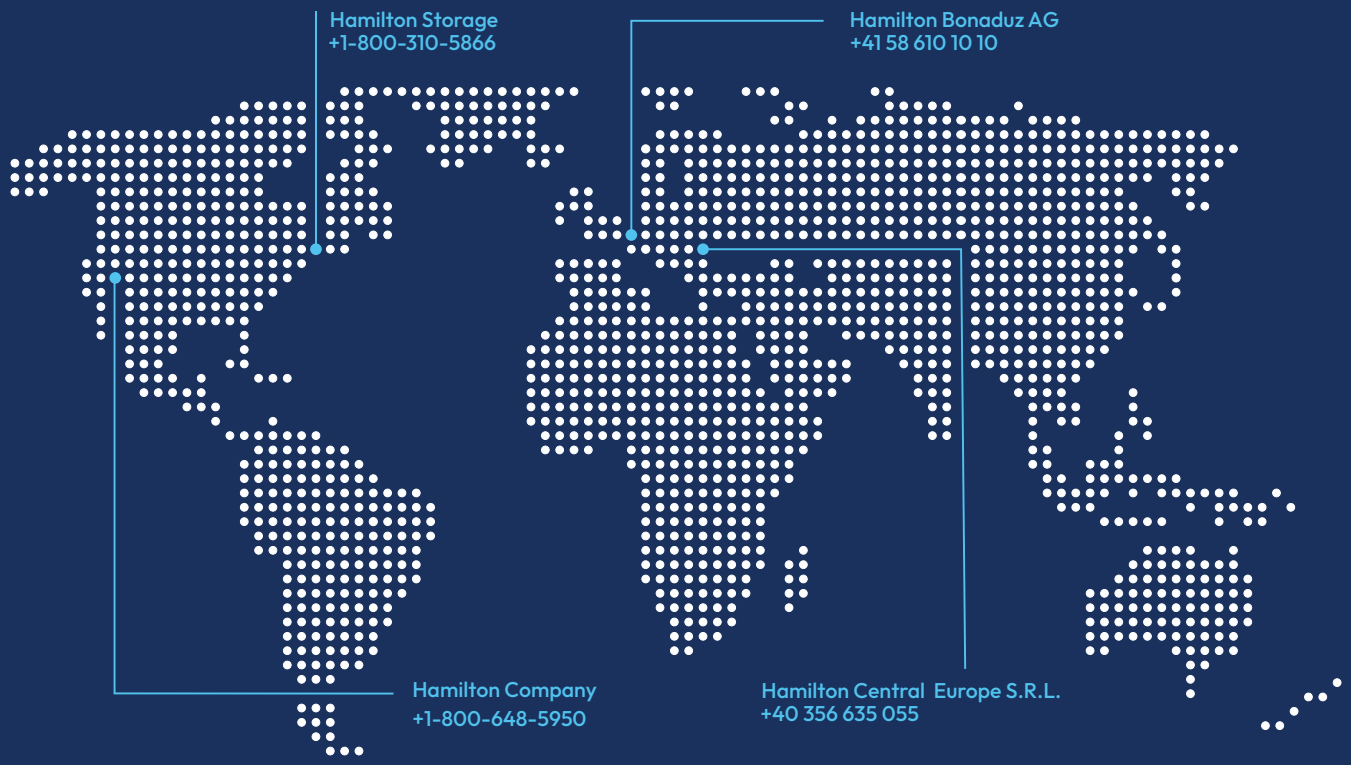 Hamilton Storage
+1-800-310-5866
Hamilton Bonaduz AG
+41 58 610 10 10
Hamilton Company
+1-800-648-5950
Hamilton Central Europe S.R.L.
+40 356 635 055